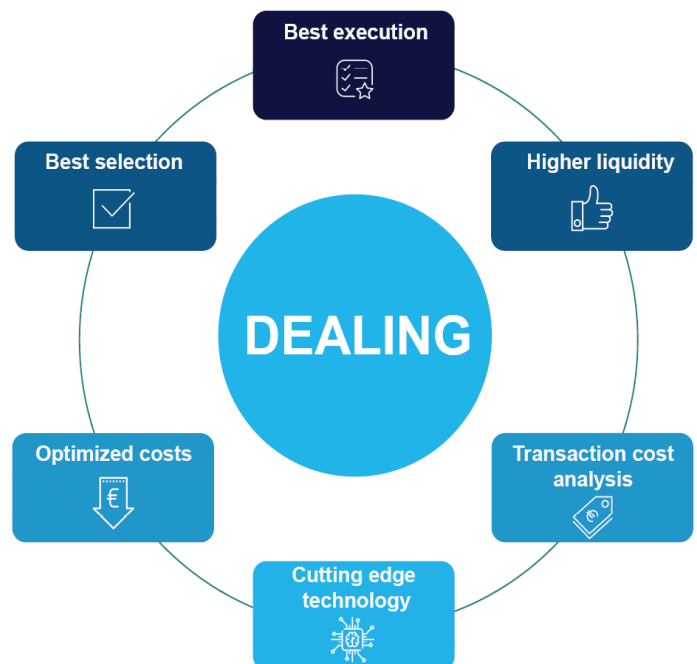 Best execution
Best selection
Higher liquidity
DEALING
Optimized costs
€
Transaction cost
analysis
€
Cutting edge
technology